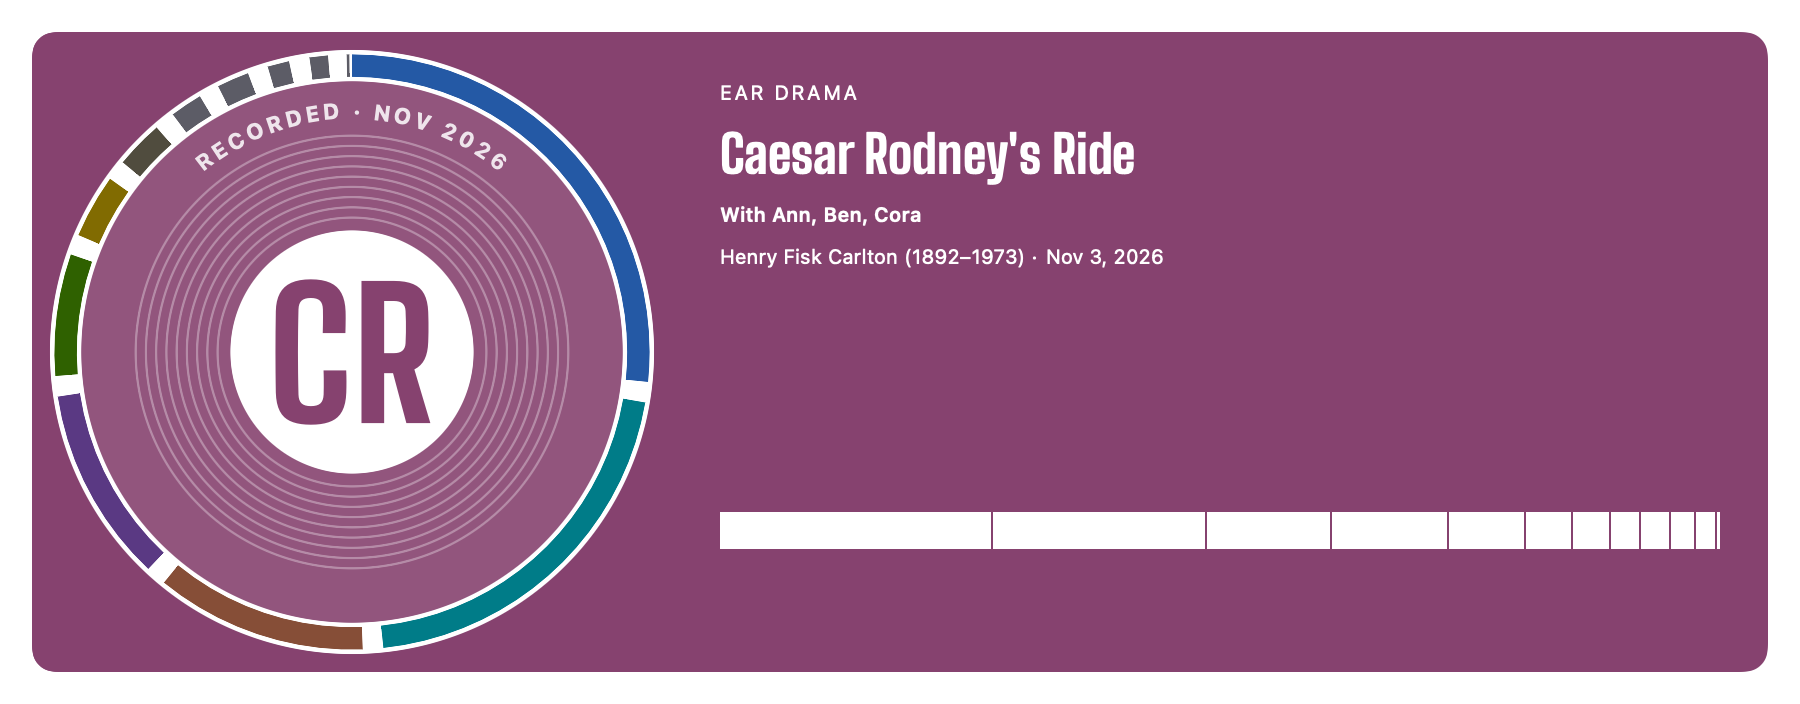 RECORDED · NOV 2026
CR
EAR DRAMA
Caesar Rodney's Ride
With Ann, Ben, Cora
Henry Fisk Carlton (1892–1973) · Nov 3, 2026